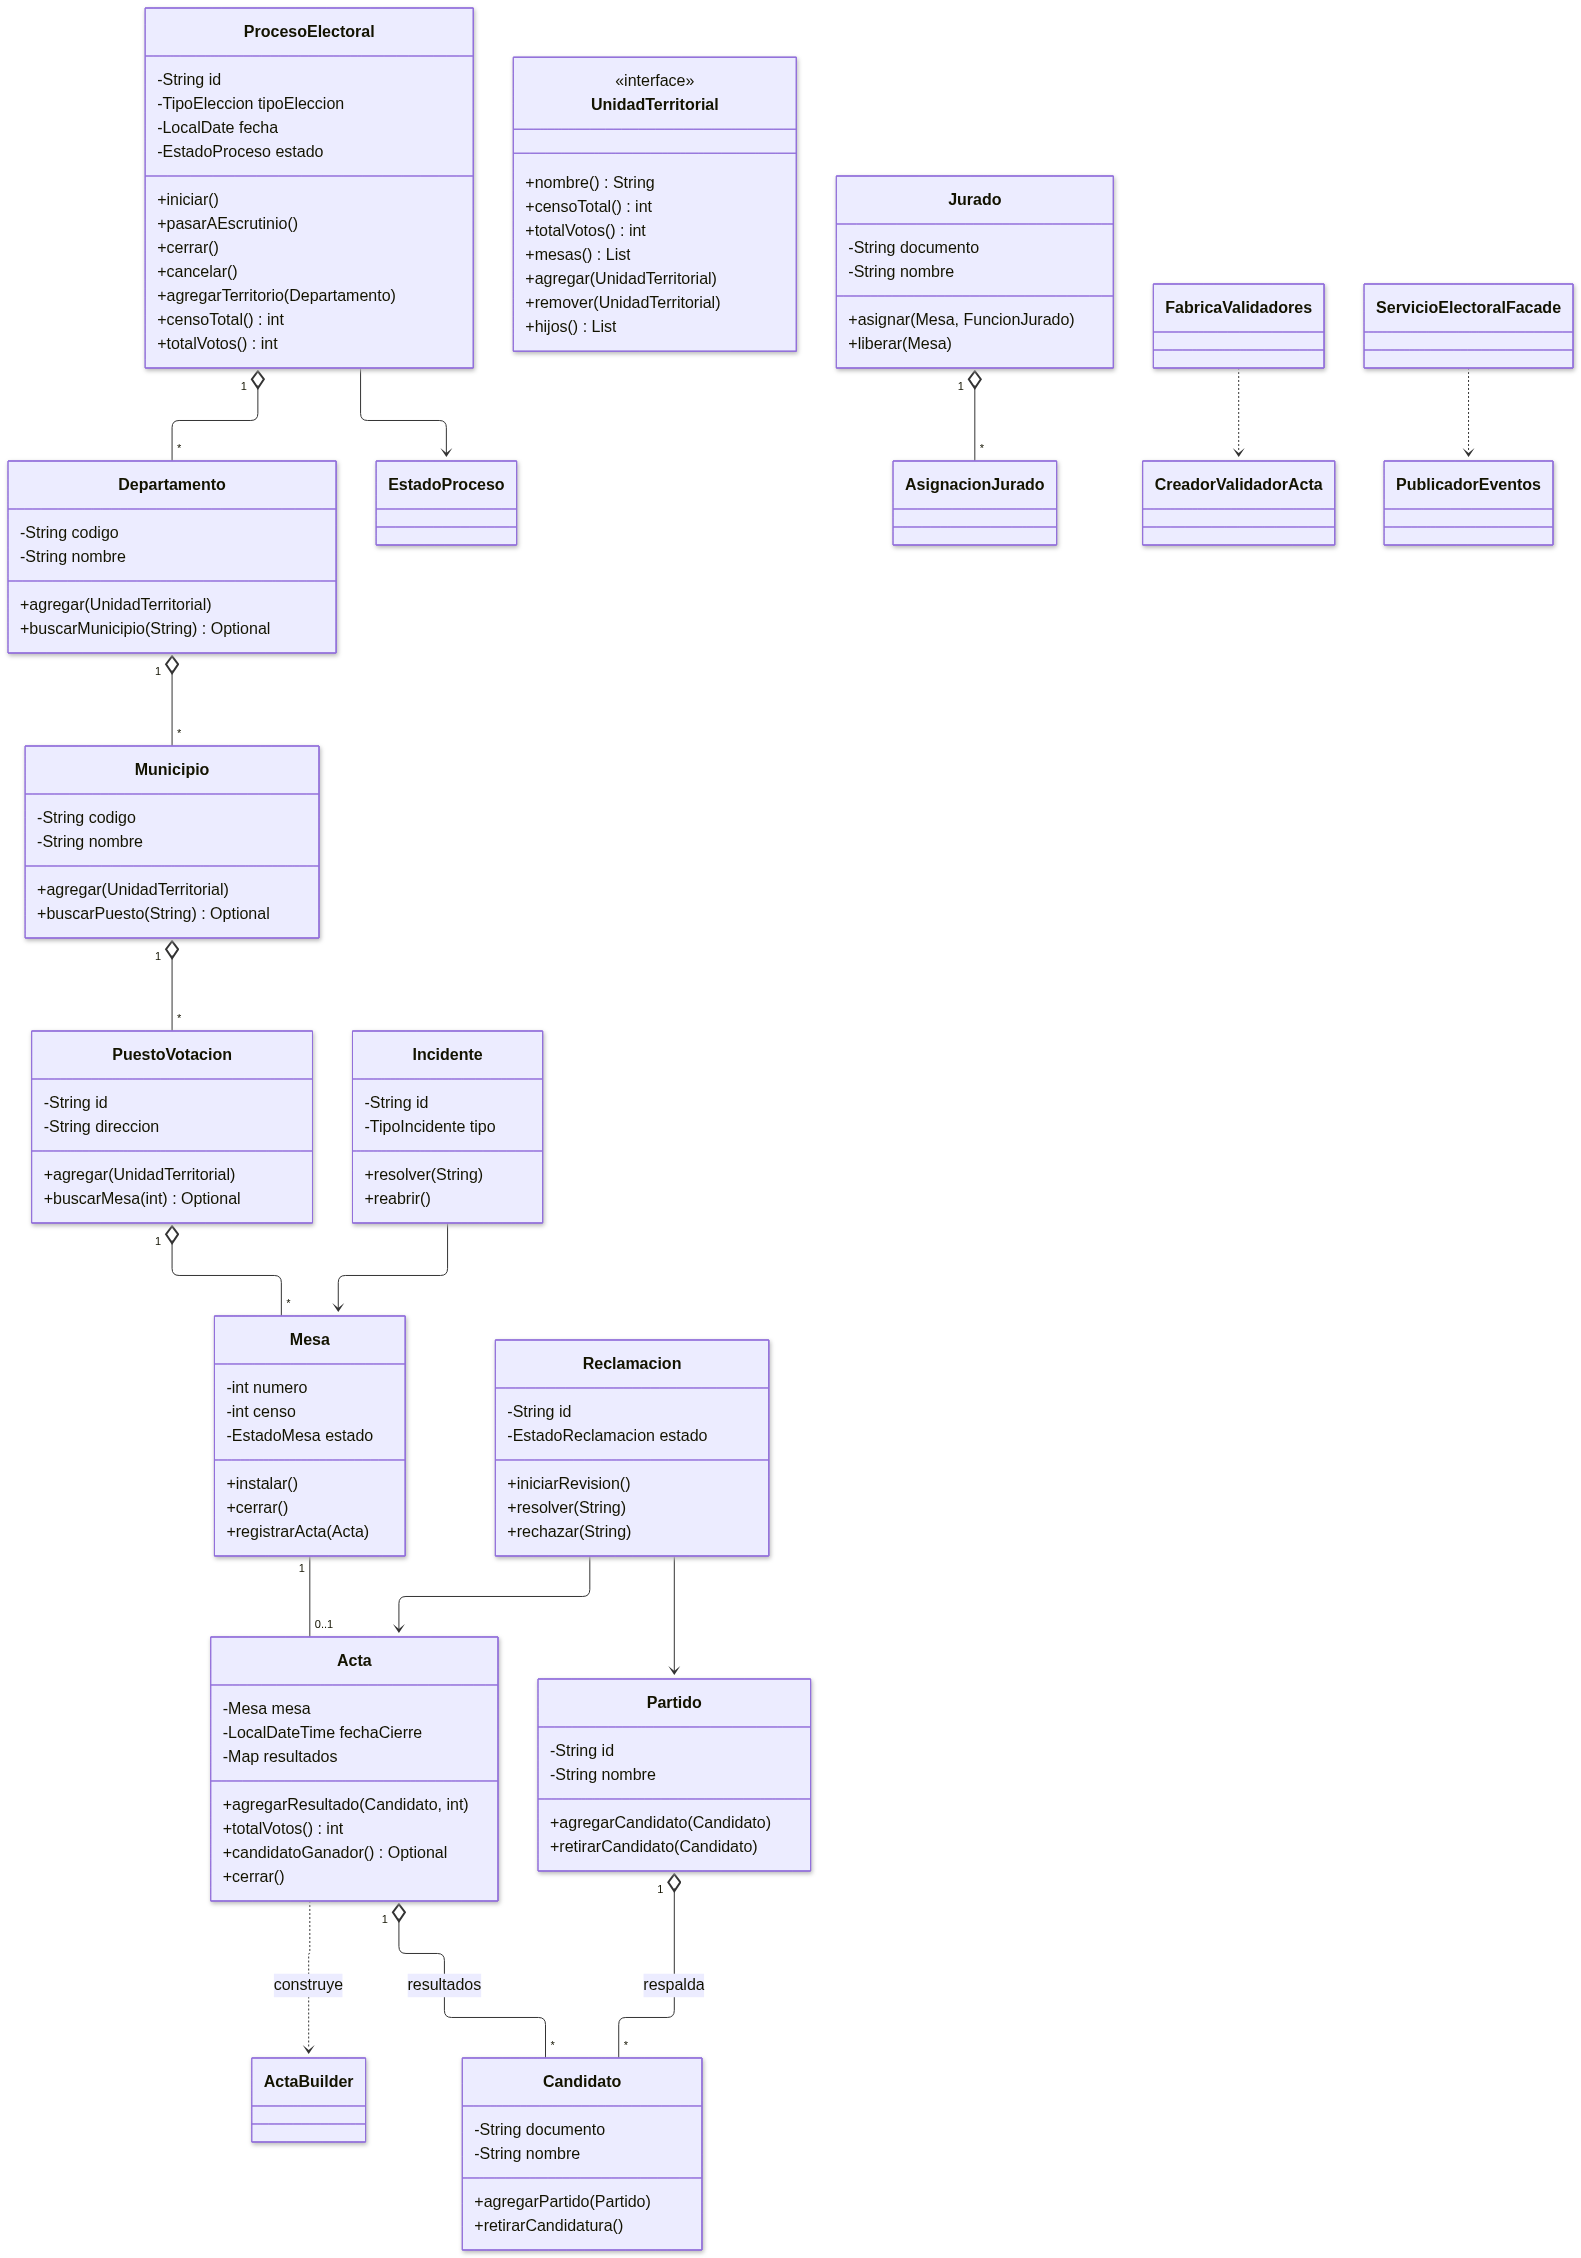 ProcesoElectoral
-String id
-TipoEleccion tipoEleccion
-LocalDate fecha
-EstadoProceso estado
+iniciar()
+pasarAEscrutinio()
+cerrar()
+cancelar()
+agregarTerritorio(Departamento)
+censoTotal() : int
+totalVotos() : int
«interface»
UnidadTerritorial
+nombre() : String
+censoTotal() : int
+totalVotos() : int
+mesas() : List
+agregar(UnidadTerritorial)
+remover(UnidadTerritorial)
+hijos() : List
Jurado
-String documento
-String nombre
+asignar(Mesa, FuncionJurado)
+liberar(Mesa)
FabricaValidadores
ServicioElectoralFacade
1
*
1
*
Departamento
-String codigo
-String nombre
+agregar(UnidadTerritorial)
+buscarMunicipio(String) : Optional
EstadoProceso
AsignacionJurado
CreadorValidadorActa
PublicadorEventos
1
*
Municipio
-String codigo
-String nombre
+agregar(UnidadTerritorial)
+buscarPuesto(String) : Optional
1
*
PuestoVotacion
-String id
-String direccion
+agregar(UnidadTerritorial)
+buscarMesa(int) : Optional
Incidente
-String id
-TipoIncidente tipo
+resolver(String)
+reabrir()
1
*
Mesa
-int numero
-int censo
-EstadoMesa estado
+instalar()
+cerrar()
+registrarActa(Acta)
Reclamacion
-String id
-EstadoReclamacion estado
+iniciarRevision()
+resolver(String)
+rechazar(String)
1
0..1
Acta
-Mesa mesa
-LocalDateTime fechaCierre
-Map resultados
+agregarResultado(Candidato, int)
+totalVotos() : int
+candidatoGanador() : Optional
+cerrar()
Partido
-String id
-String nombre
+agregarCandidato(Candidato)
+retirarCandidato(Candidato)
1
1
construye
resultados
respalda
*
*
ActaBuilder
Candidato
-String documento
-String nombre
+agregarPartido(Partido)
+retirarCandidatura()